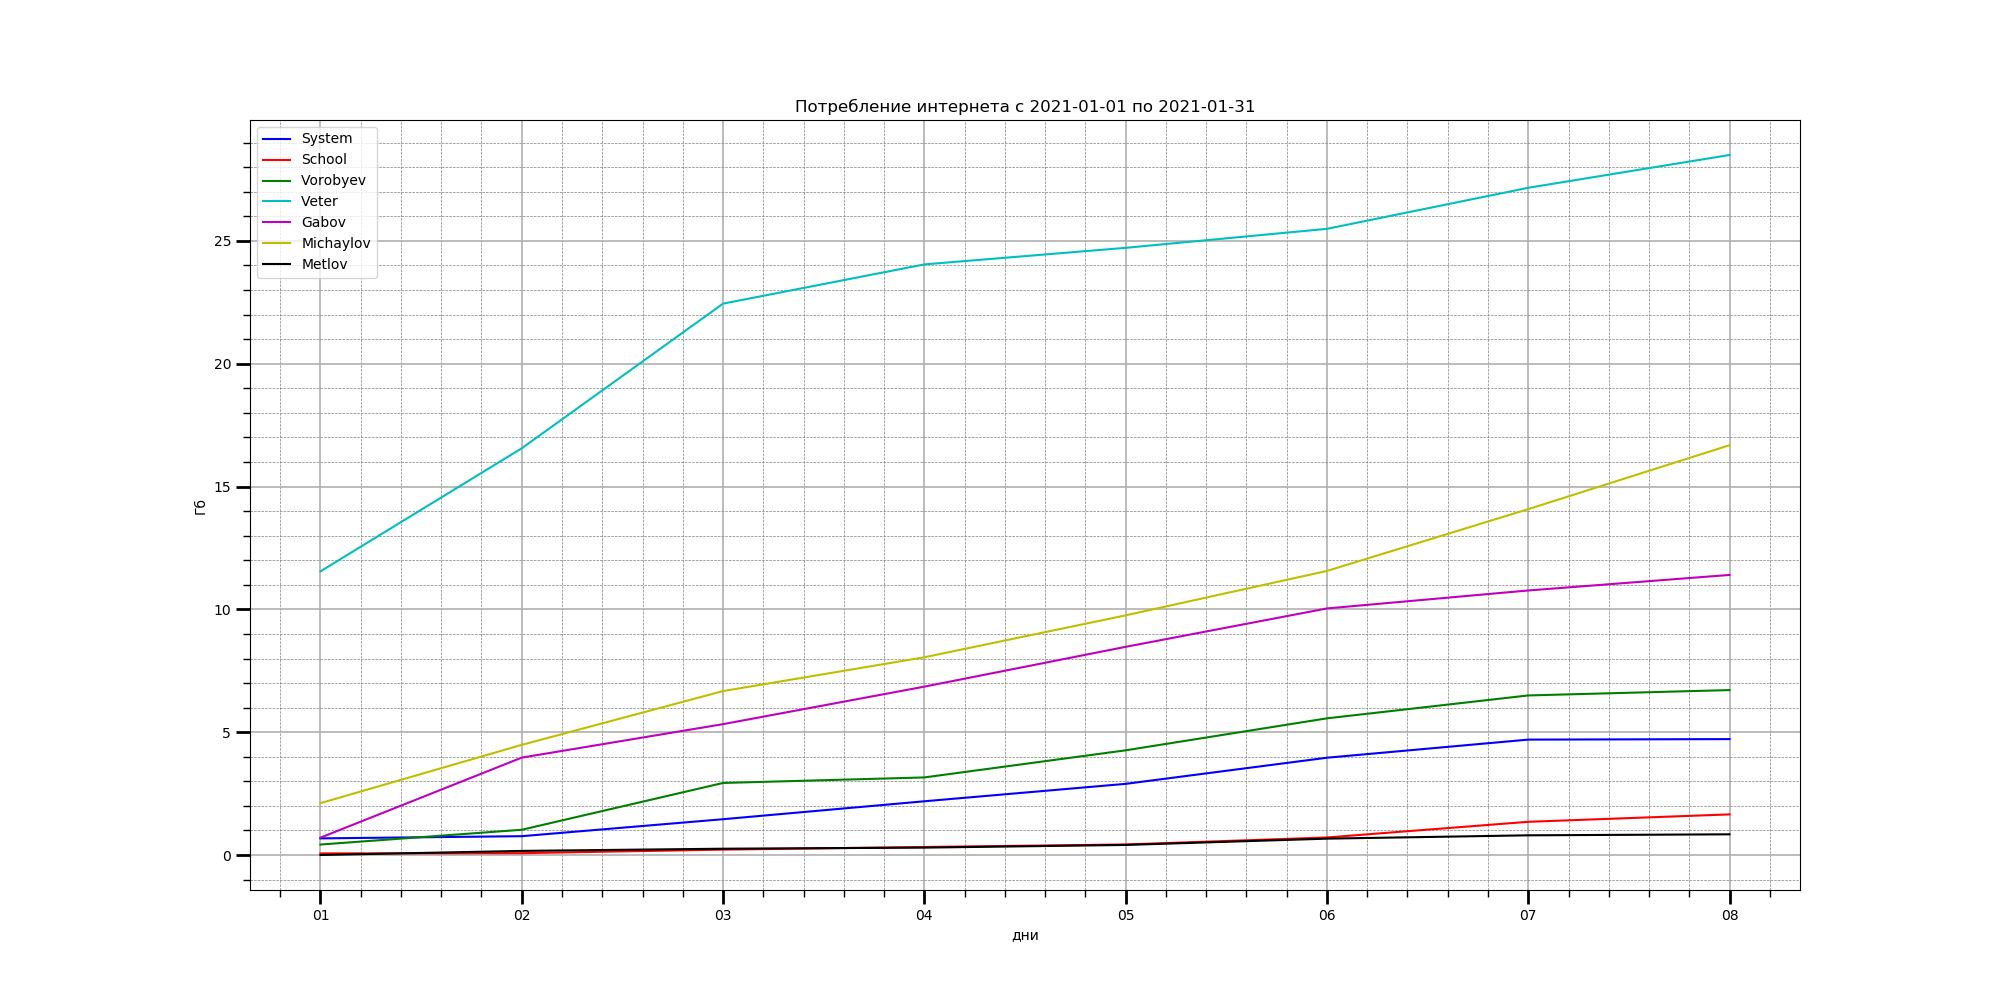 Потребление интернета с 2021-01-01 по 2021-01-31
System
School
Vorobyev
Veter
Gabov
Michaylov
Metlov
25
20
15
10
5
0
Гб
01 02 03 04 05 06 07 08
дни